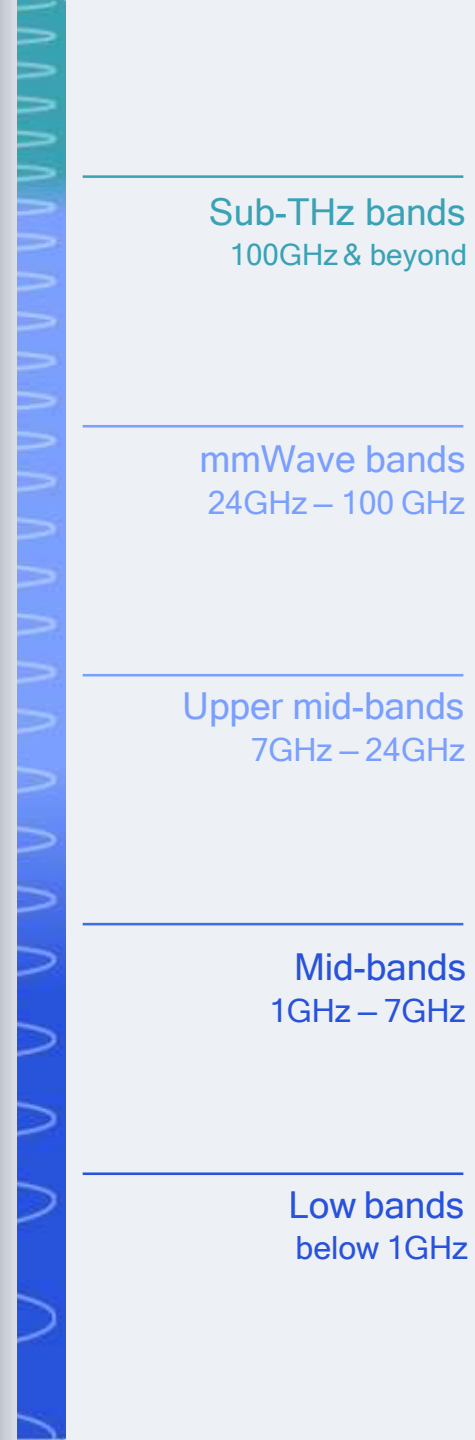 Sub-THz bands
100GHz & beyond
mmWave bands
24GHz – 100 GHz
Upper mid-bands
7GHz – 24GHz
Mid-bands
1GHz – 7GHz
Low bands
below 1GHz